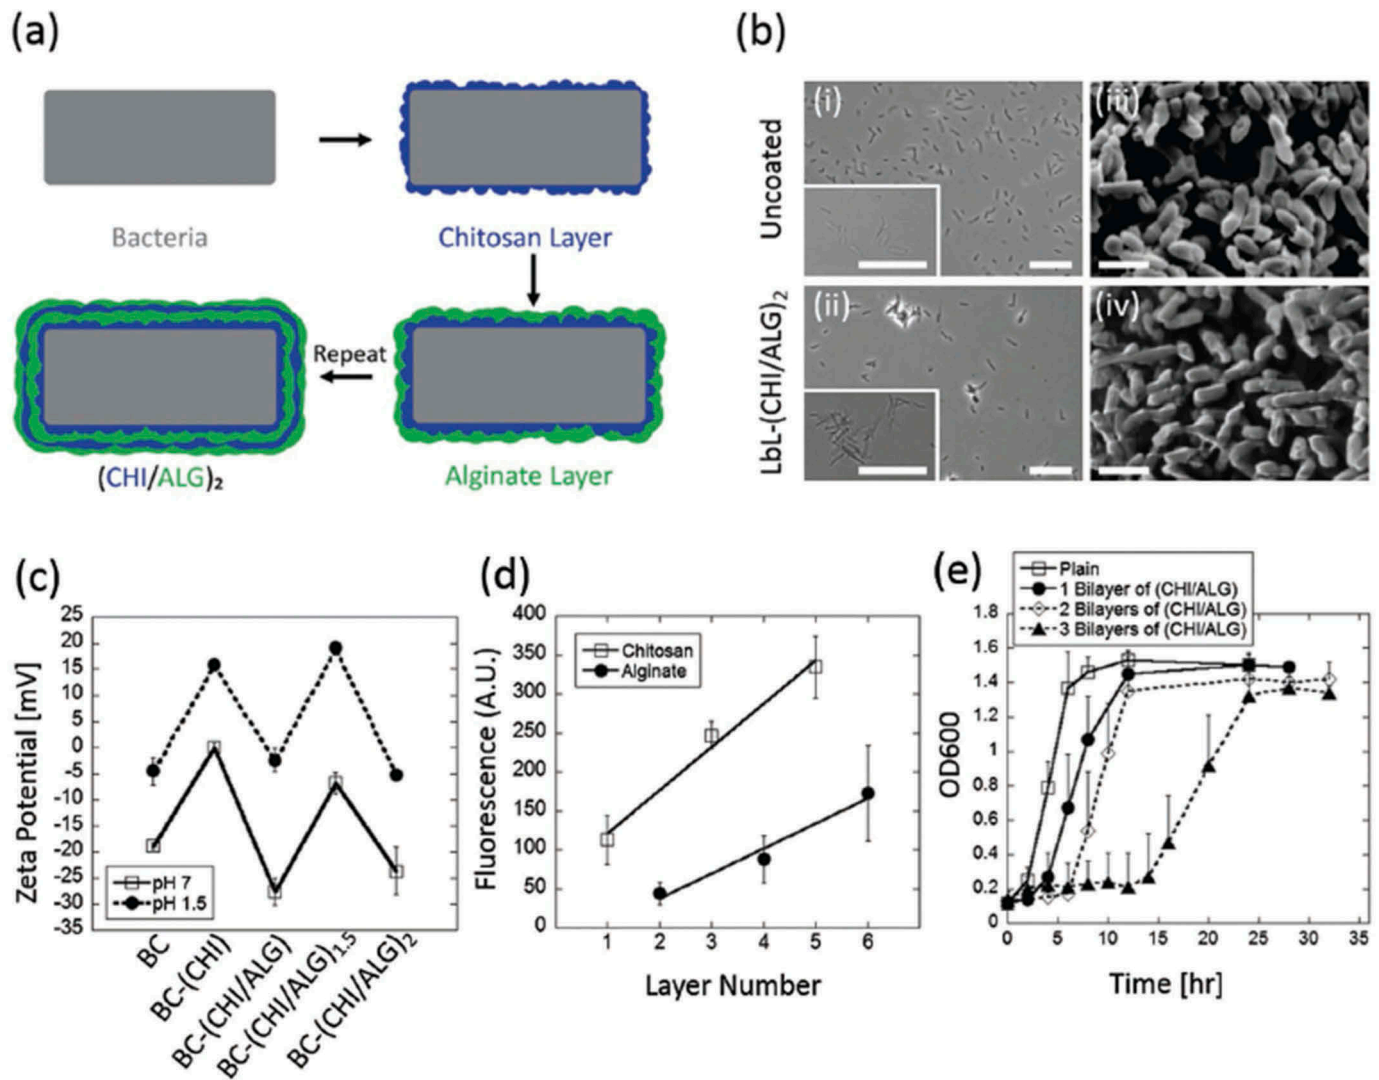 (a)
Bacteria
Chitosan Layer
Repeat
(CHI/ALG)₂
Alginate Layer
(b)
Uncoated
LbL-(CHI/ALG)₂
(i)
(iii)
(ii)
(iv)
(c)
Zeta Potential [mV]
25
20
15
10
5
0
-5
-10
-15
-20
-25
-30
-35
pH 7
pH 1.5
BC
BC-(CHI)
BC-(CHI/ALG)
BC-(CHI/ALG)₁.₅
BC-(CHI/ALG)₂
(d)
Fluorescence (A.U.)
400
350
300
250
200
150
100
50
0
Chitosan
Alginate
1 2 3 4 5 6
Layer Number
(e)
Plain
1 Bilayer of (CHI/ALG)
2 Bilayers of (CHI/ALG)
3 Bilayers of (CHI/ALG)
OD600
1.8
1.6
1.4
1.2
1
0.8
0.6
0.4
0.2
0
0 5 10 15 20 25 30 35
Time [hr]